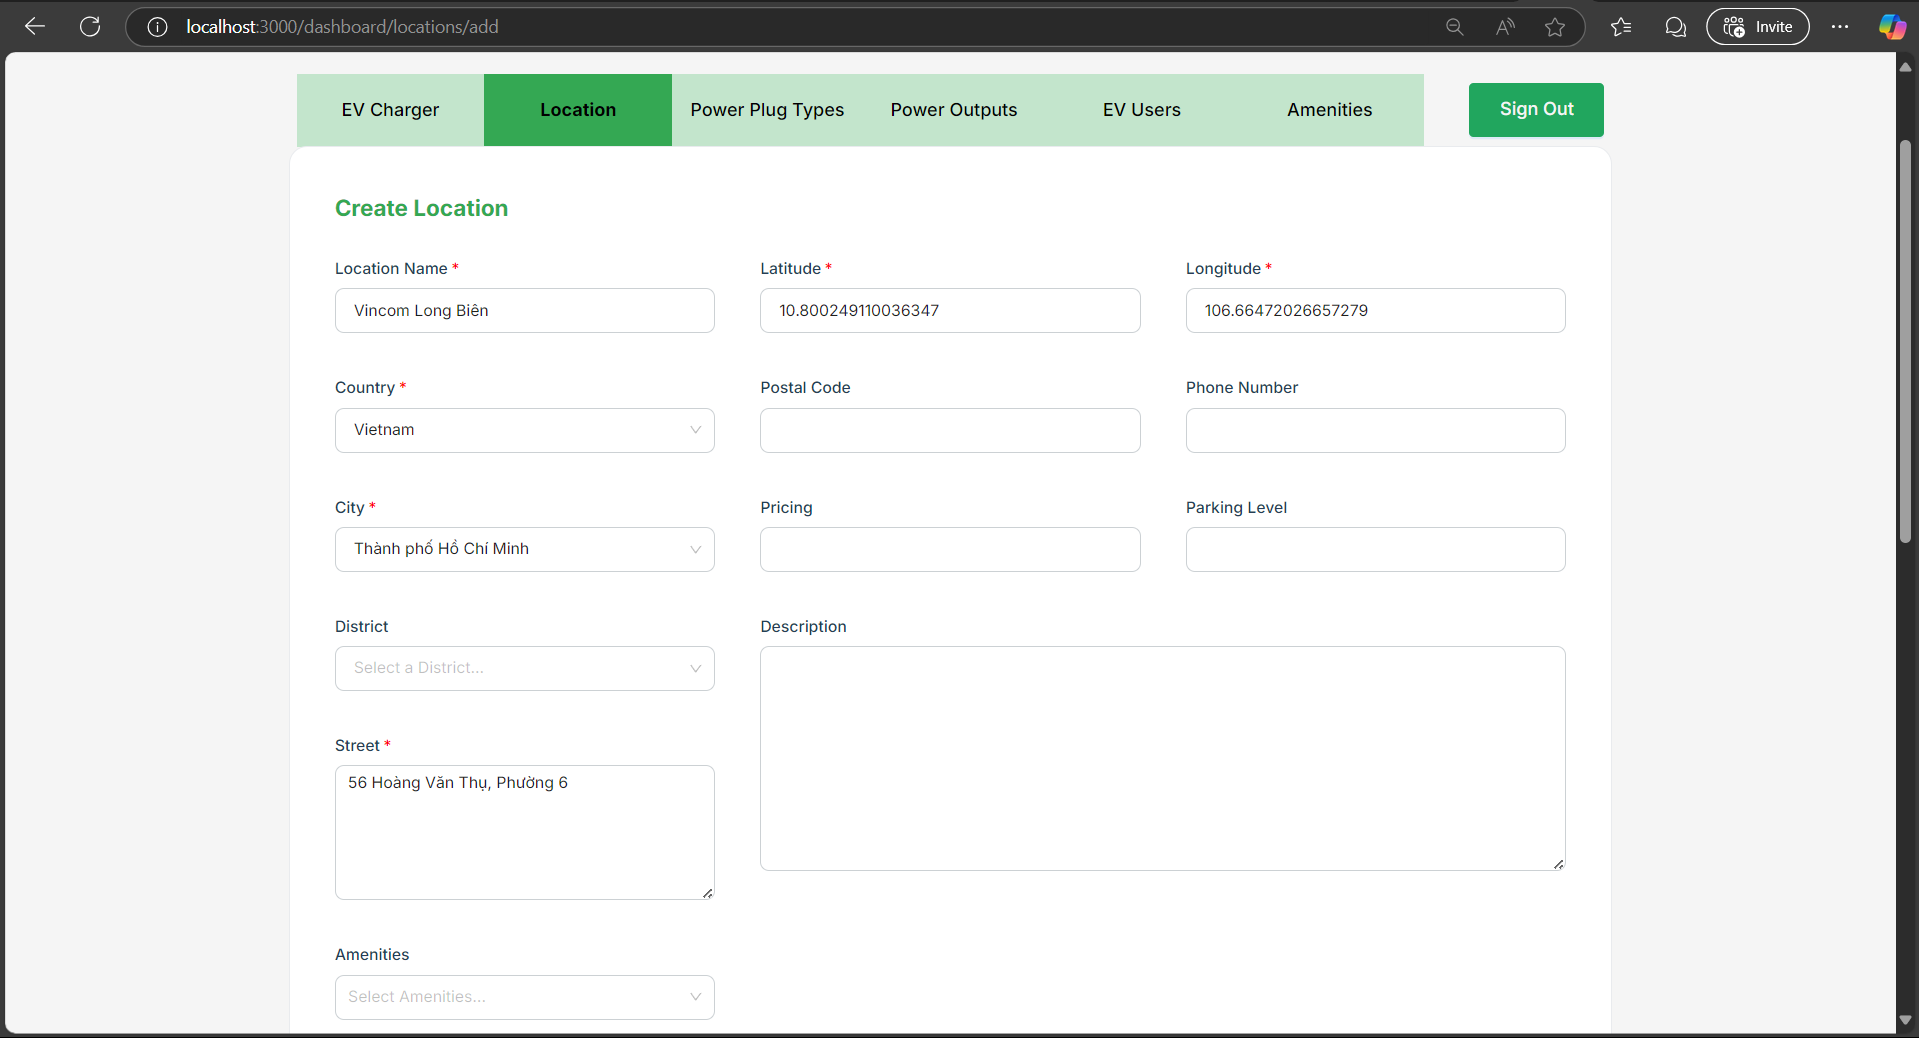 localhost:3000/dashboard/locations/add
Invite
EV Charger
Location
Power Plug Types
Power Outputs
EV Users
Amenities
Sign Out
Create Location
Location Name *
Latitude *
Longitude *
Vincom Long Biên
10.800249110036347
106.66472026657279
Country *
Postal Code
Phone Number
Vietnam
City *
Pricing
Parking Level
Thành phố Hồ Chí Minh
District
Description
Select a District...
Street *
56 Hoàng Văn Thụ, Phường 6
Amenities
Select Amenities...